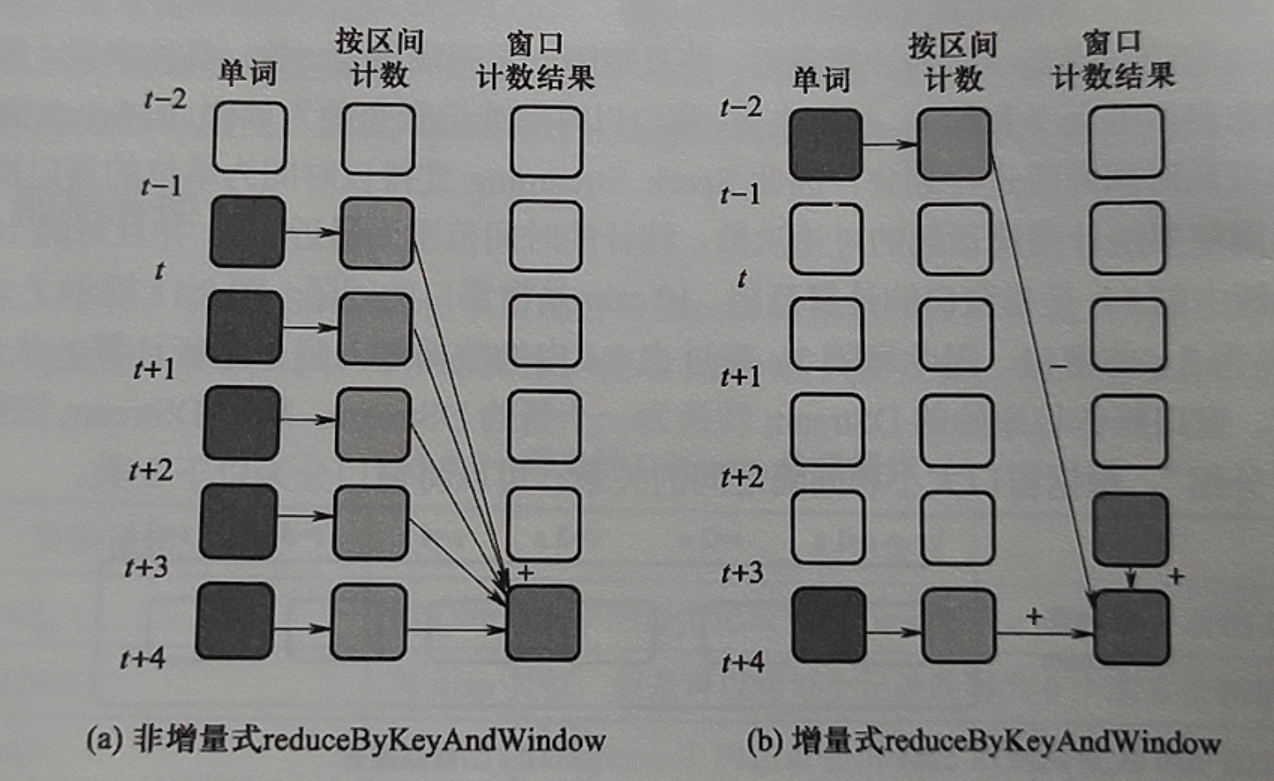 单词
按区间
计数
窗口
计数结果
t−2
t−1
t
t+1
t+2
t+3
t+4
+
(a) 非增量式reduceByKeyAndWindow
单词
按区间
计数
窗口
计数结果
t−2
t−1
t
t+1
t+2
t+3
t+4
−
+
+
(b) 增量式reduceByKeyAndWindow